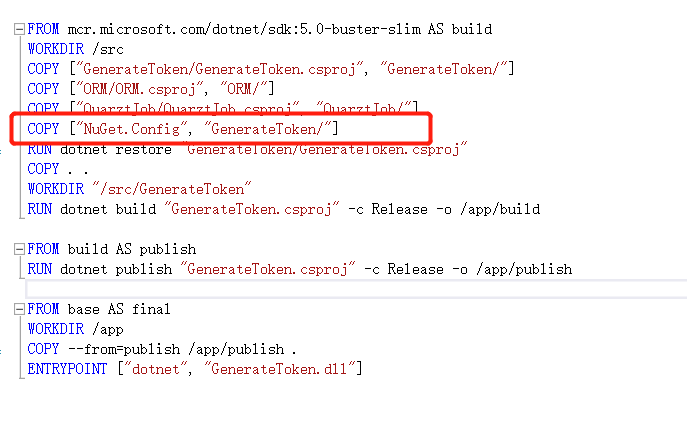 FROM mcr.microsoft.com/dotnet/sdk:5.0-buster-slim AS build
WORKDIR /src
COPY ["GenerateToken/GenerateToken.csproj", "GenerateToken/"]
COPY ["ORM/ORM.csproj", "ORM/"]
COPY ["QuarztJob/QuarztJob.csproj", "QuarztJob/"]
COPY ["NuGet.Config", "GenerateToken/"]
RUN dotnet restore "GenerateToken/GenerateToken.csproj"
COPY . .
WORKDIR "/src/GenerateToken"
RUN dotnet build "GenerateToken.csproj" -c Release -o /app/build
FROM build AS publish
RUN dotnet publish "GenerateToken.csproj" -c Release -o /app/publish
FROM base AS final
WORKDIR /app
COPY --from=publish /app/publish .
ENTRYPOINT ["dotnet", "GenerateToken.dll"]